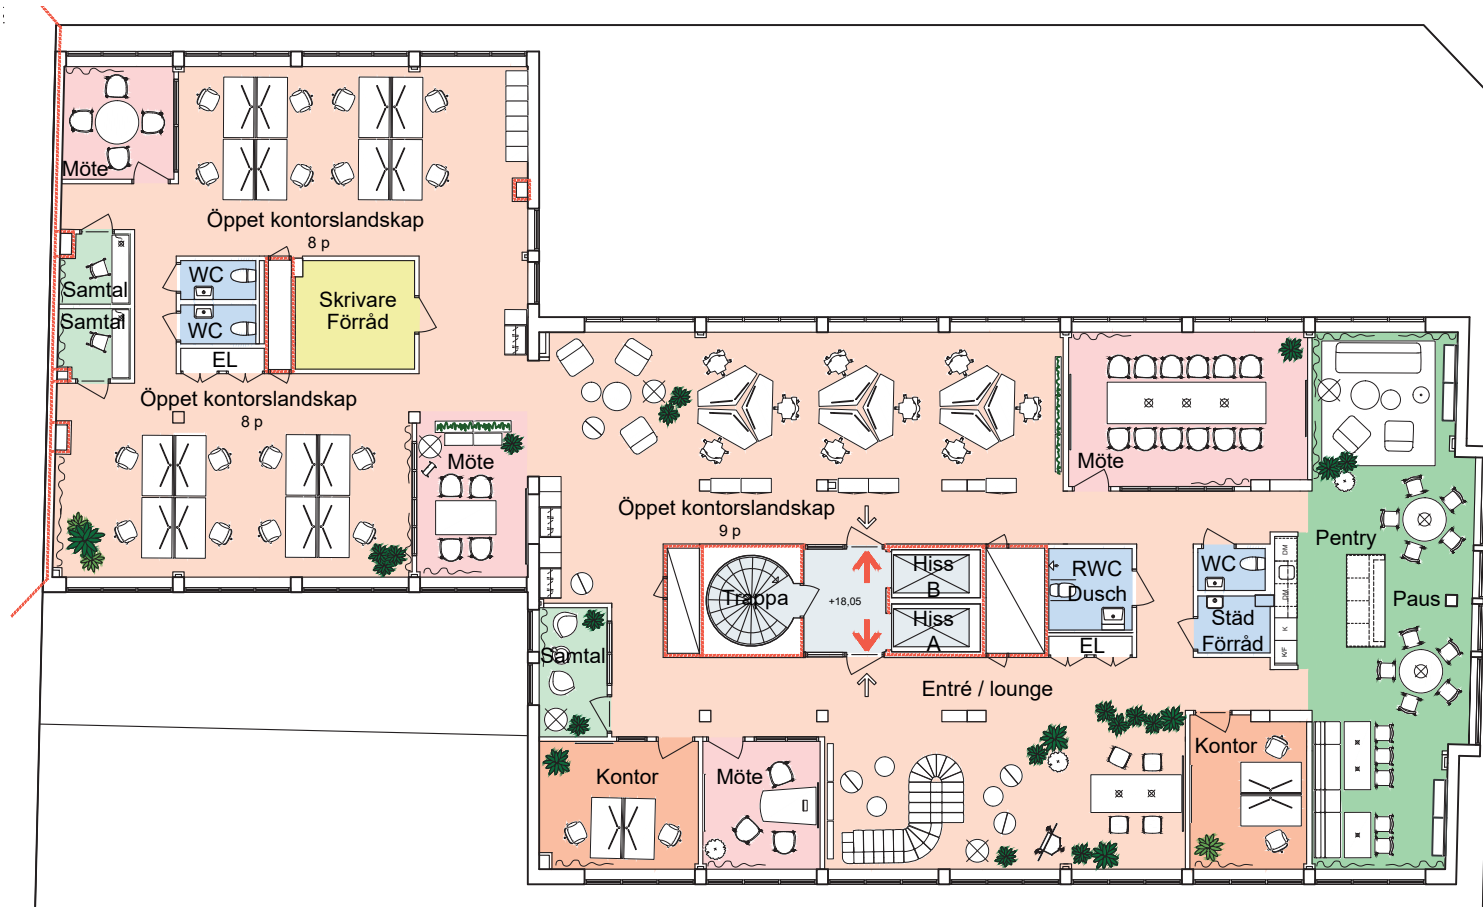 Möte
Öppet kontorslandskap
8 p
Samtal
Samtal
WC
WC
EL
Skrivare
Förråd
Öppet kontorslandskap
8 p
Möte
Öppet kontorslandskap
9 p
Möte
Pentry
Paus
Trappa
+18,05
Hiss
B
Hiss
A
RWC
Dusch
EL
WC
Städ
Förråd
DM
DM
K
K/F
Samtal
Entré / lounge
Kontor
Möte
Kontor